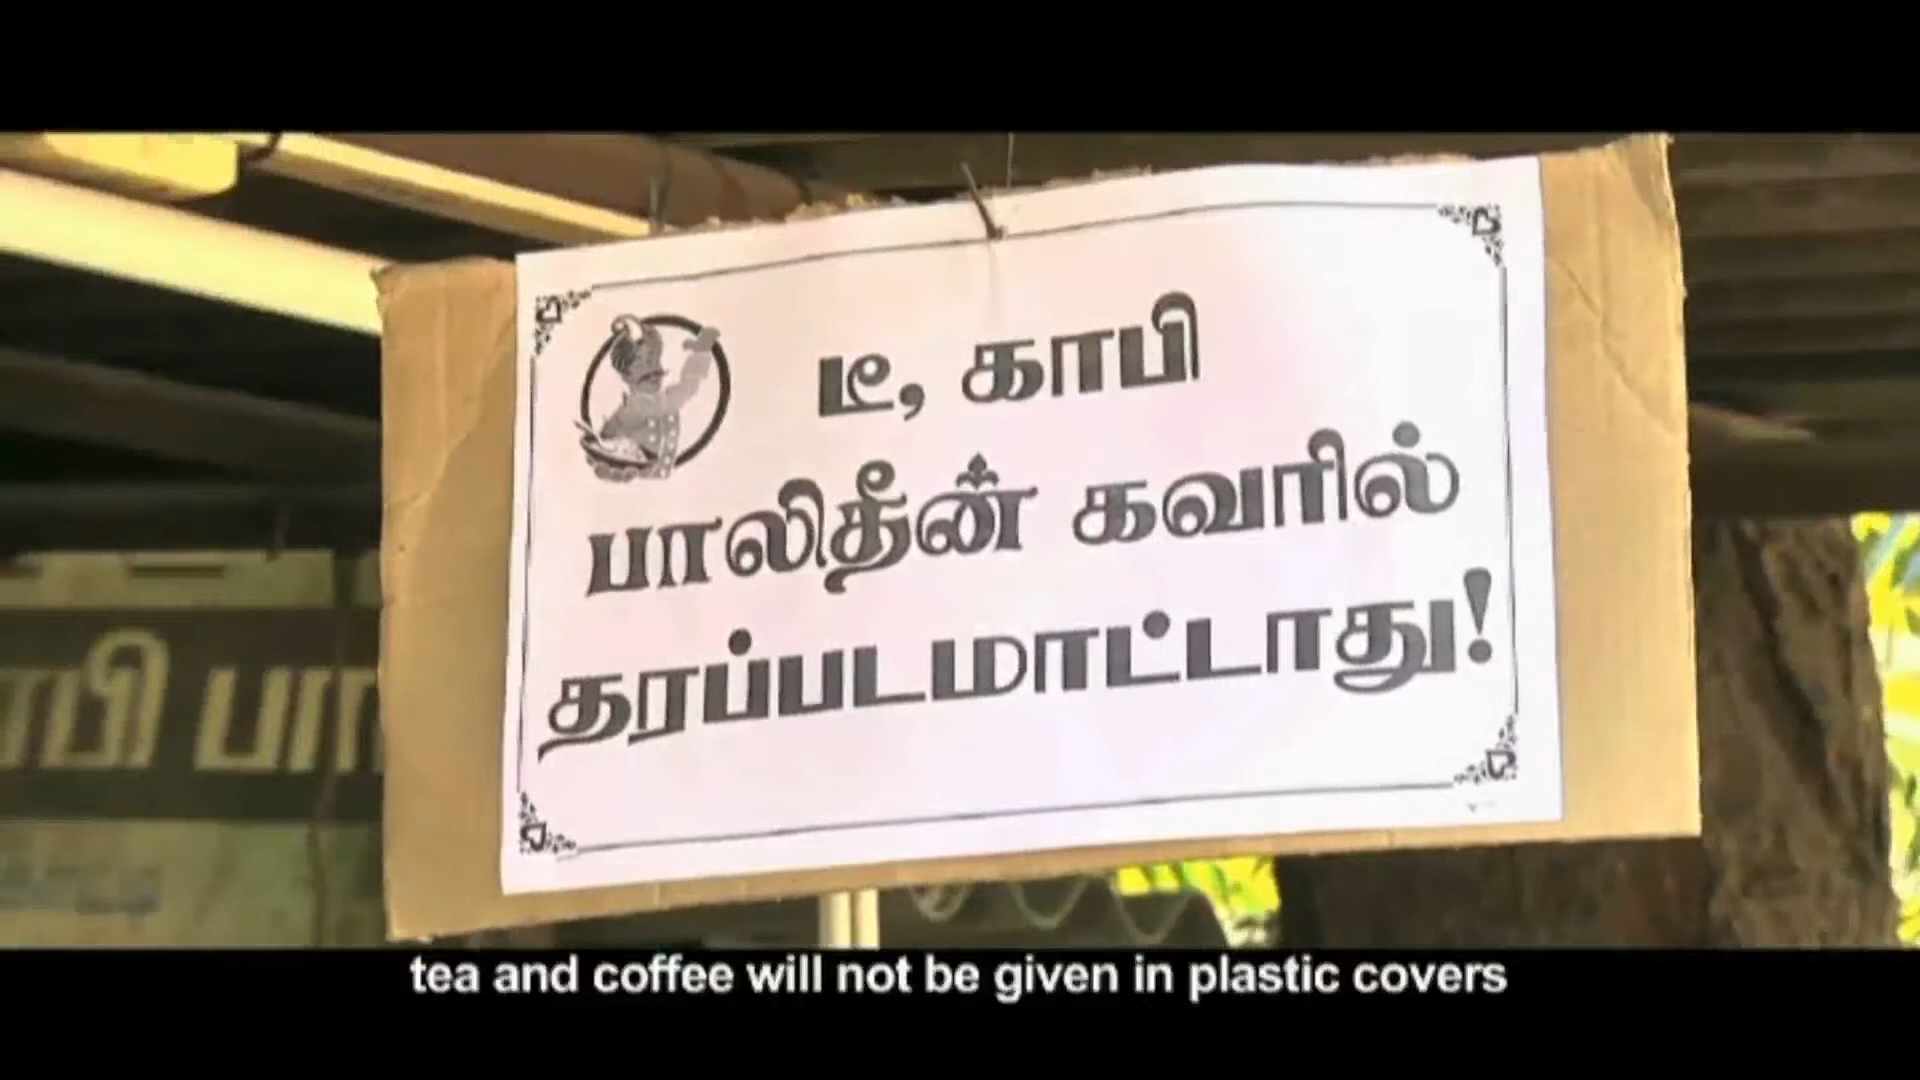 டீ, காபி
பாலிதீன் கவரில்
தரப்படமாட்டாது!
tea and coffee will not be given in plastic covers